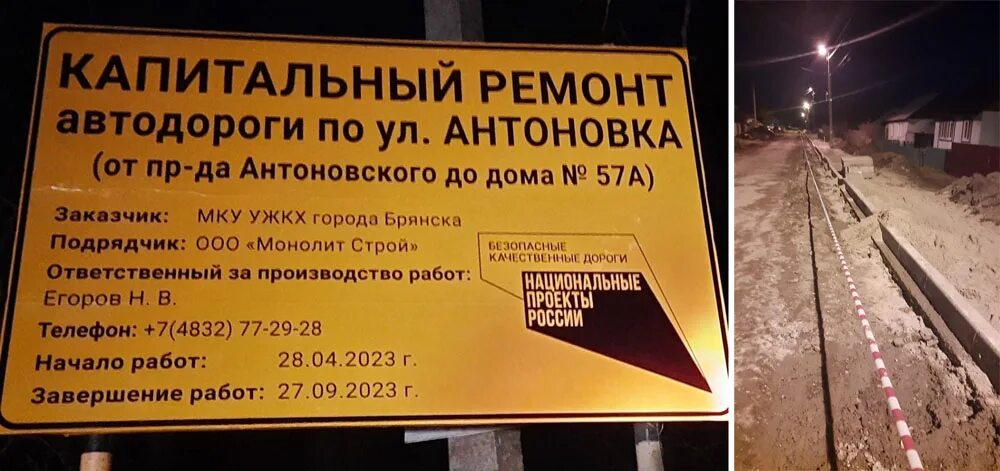 КАПИТАЛЬНЫЙ РЕМОНТ
автодороги по ул. АНТОНОВКА
(от пр-да Антоновского до дома № 57А)
Заказчик: МКУ УЖКХ города Брянска
Подрядчик: ООО «Монолит Строй»
Ответственный за производство работ:
Егоров Н. В.
Телефон: +7(4832) 77-29-28
Начало работ: 28.04.2023 г.
Завершение работ: 27.09.2023 г.
БЕЗОПАСНЫЕ
КАЧЕСТВЕННЫЕ ДОРОГИ
НАЦИОНАЛЬНЫЕ
ПРОЕКТЫ
РОССИИ